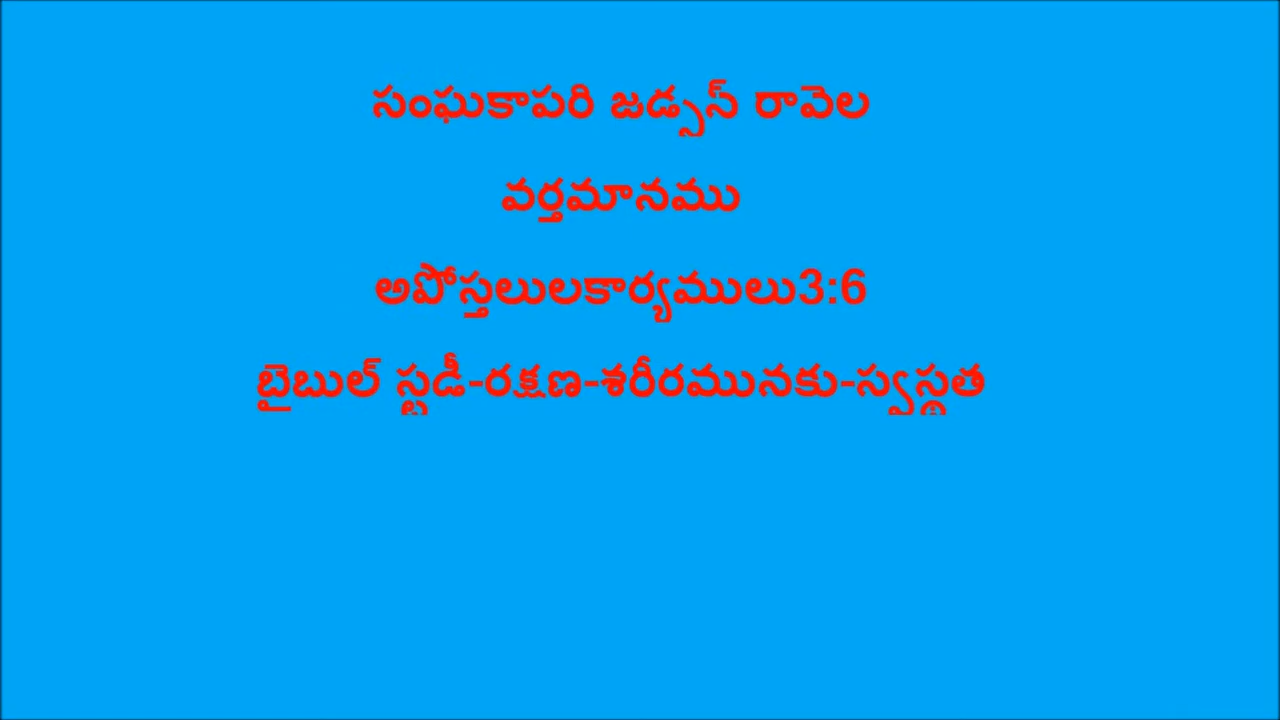 సంఘకాపరి జడ్సన్ రావెల
వర్తమానము
అపోస్తలులకార్యములు3:6
బైబుల్ స్టడీ-రక్షణ-శరీరమునకు-స్వస్థత